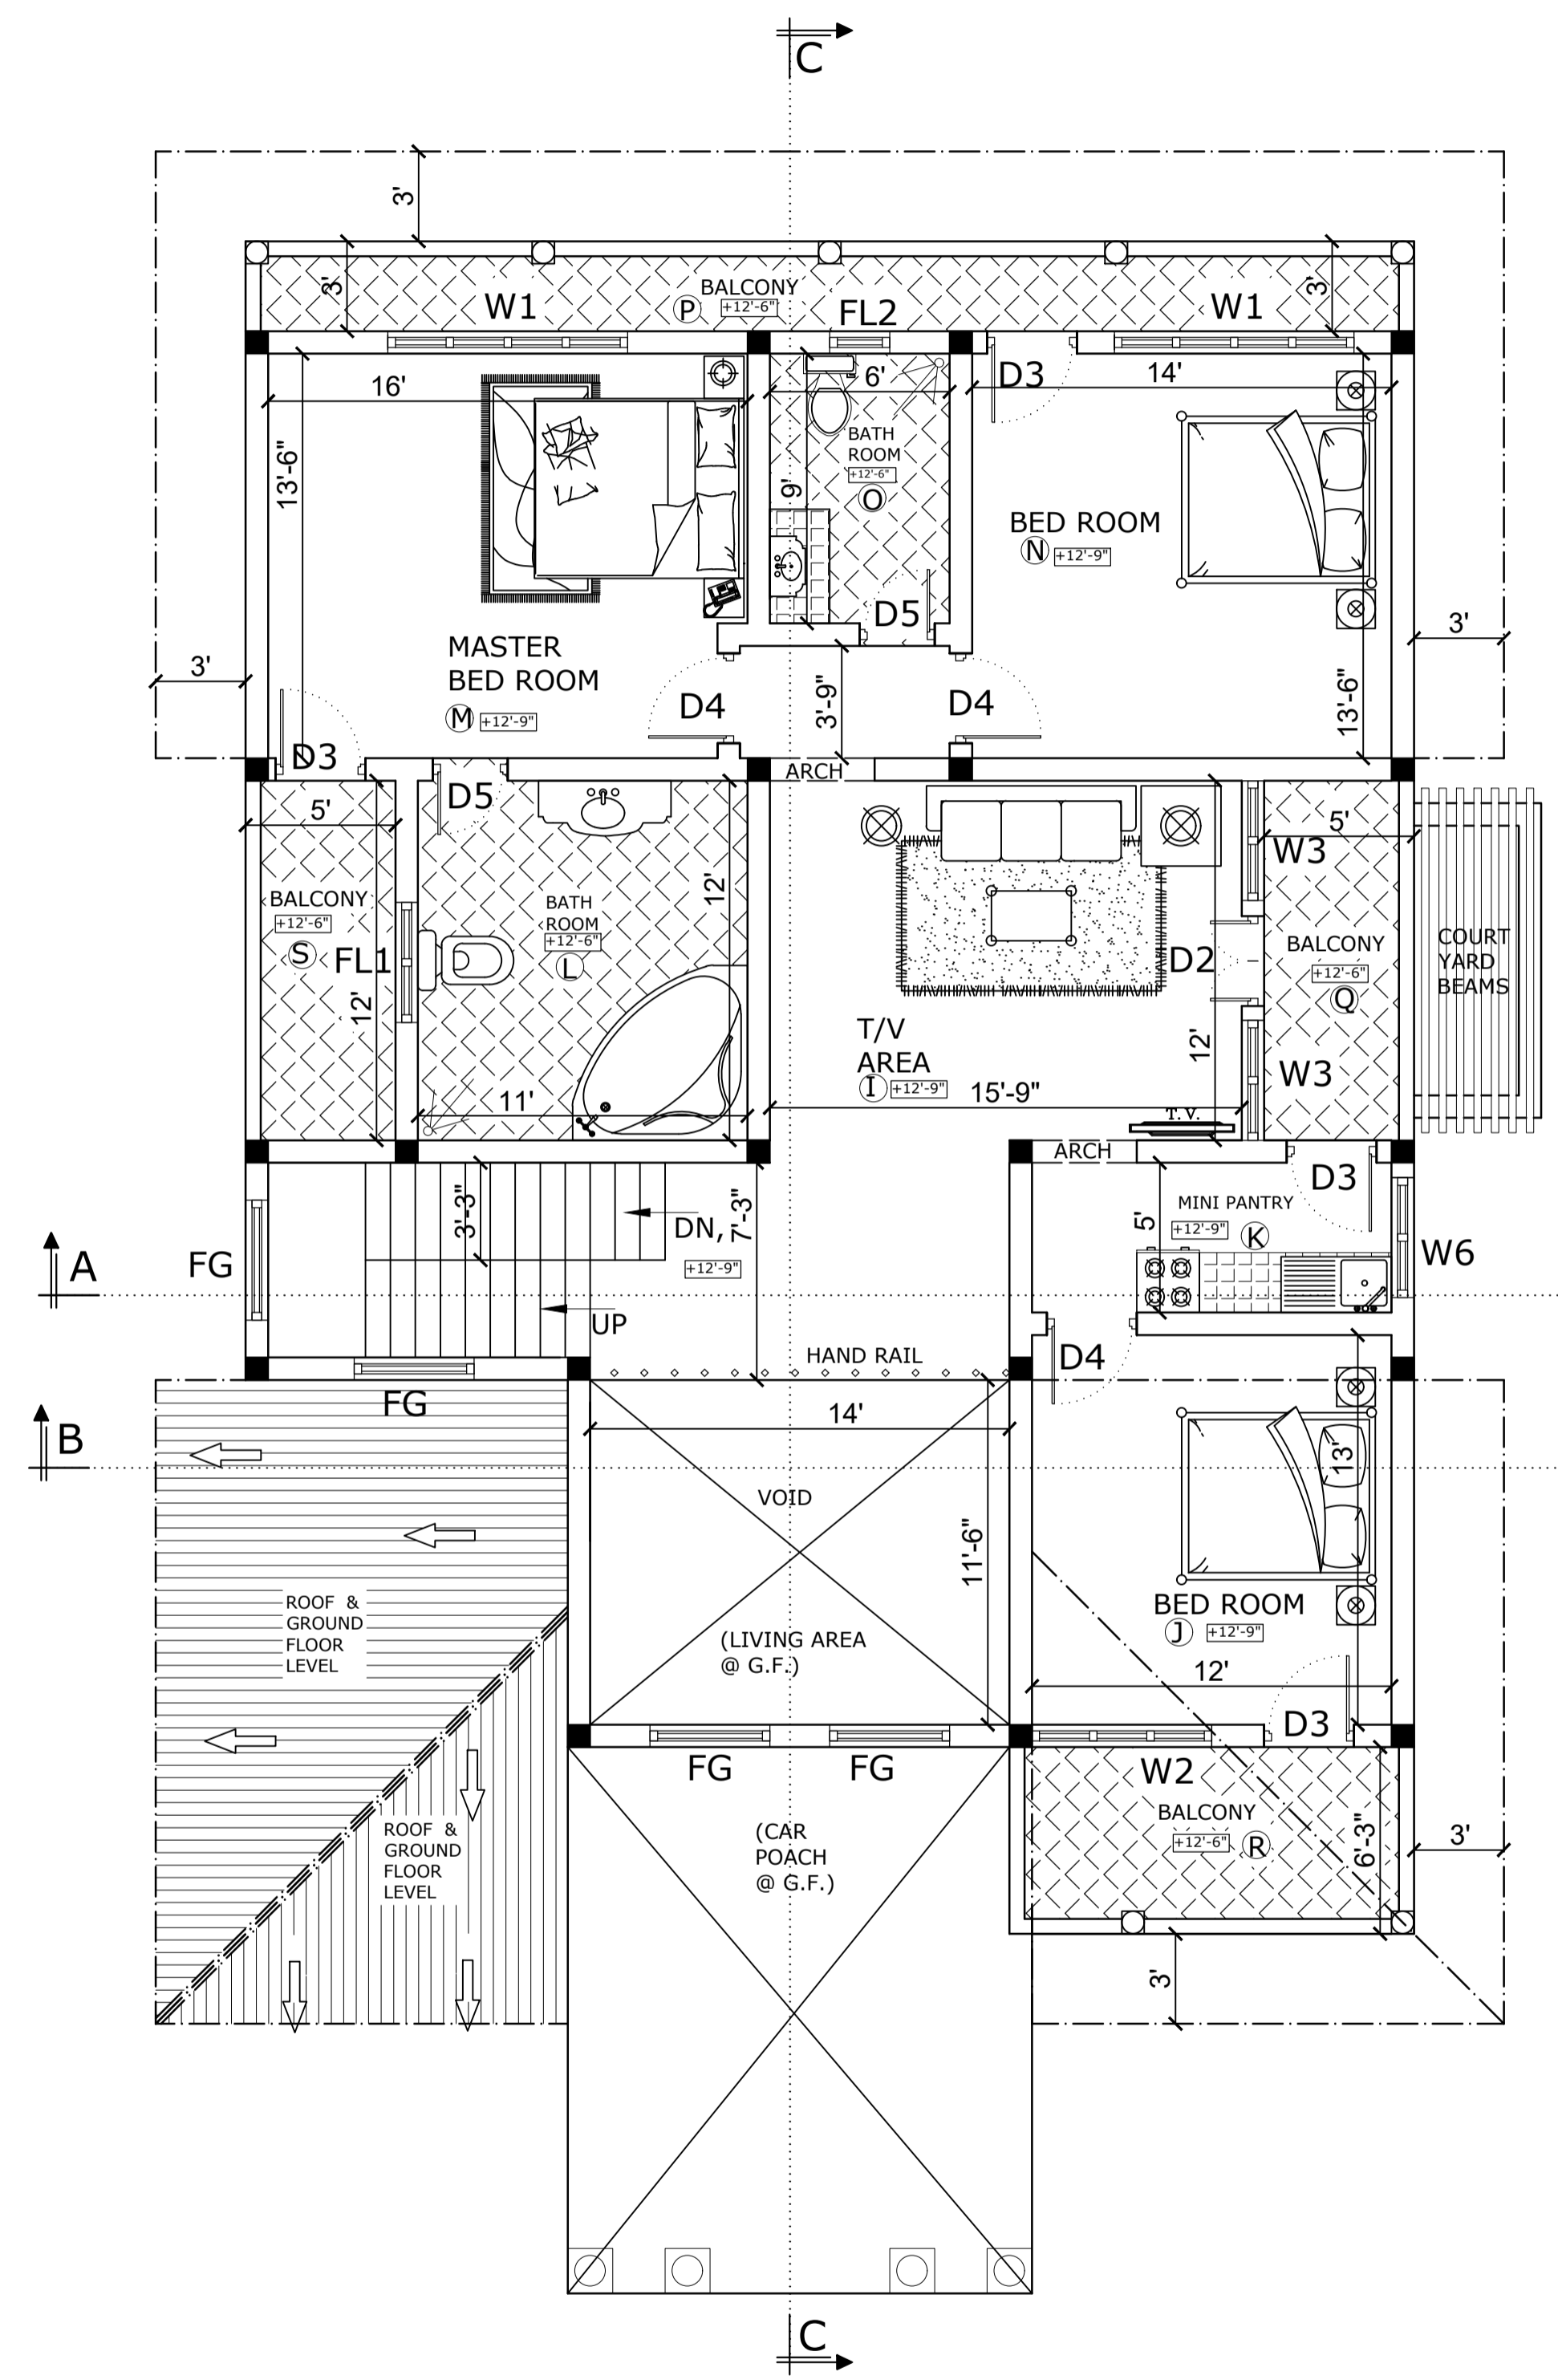 C
3'
3'
3'
BALCONY
P
+12'-6"
W1
FL2
W1
D3
16'
6'
14'
BATH
ROOM
+12'-6"
O
13'-6"
9'
BED ROOM
N
+12'-9"
D5
MASTER
BED ROOM
M
+12'-9"
3'
3'
D4
3'-9"
D4
13'-6"
D3
ARCH
D5
5'
5'
W3
BALCONY
+12'-6"
S
FL1
12'
BATH
ROOM
+12'-6"
L
12'
D2
BALCONY
+12'-6"
Q
COURT
YARD
BEAMS
T/V
AREA
I
+12'-9"
12'
W3
11'
15'-9"
T.V.
ARCH
D3
3'-3"
DN,
7'-3"
+12'-9"
MINI PANTRY
+12'-9"
K
5'
A
FG
W6
UP
HAND RAIL
D4
FG
14'
B
13'
VOID
11'-6"
ROOF &
GROUND
FLOOR
LEVEL
BED ROOM
J
+12'-9"
(LIVING AREA
@ G.F.)
12'
D3
FG
FG
W2
BALCONY
+12'-6"
R
6'-3"
3'
ROOF &
GROUND
FLOOR
LEVEL
(CAR
POACH
@ G.F.)
3'
C